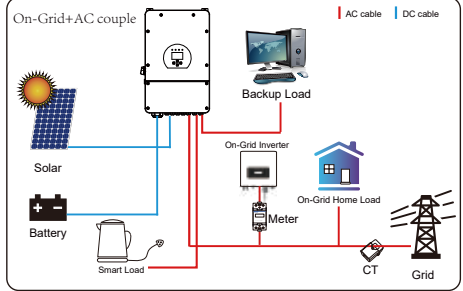 On-Grid+AC couple
AC cable
DC cable
Backup Load
On-Grid Inverter
Solar
On-Grid Home Load
Meter
Battery
Smart Load
CT
Grid